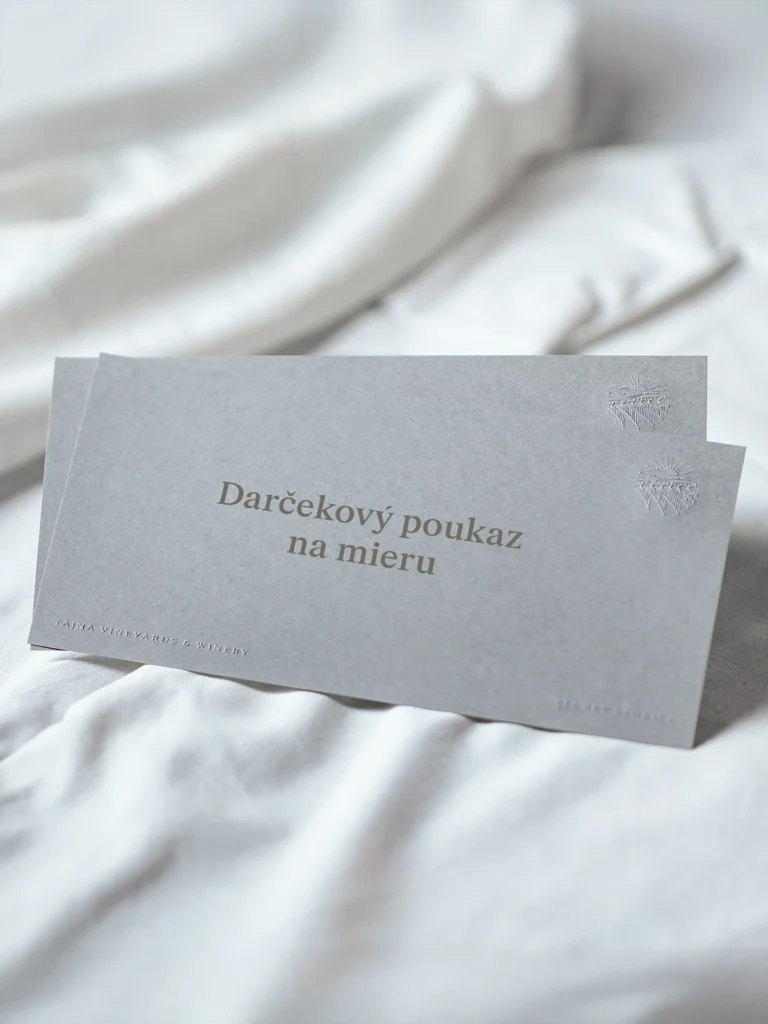 Darčekový poukaz
na mieru
TAJNA VINEYARDS & WINERY